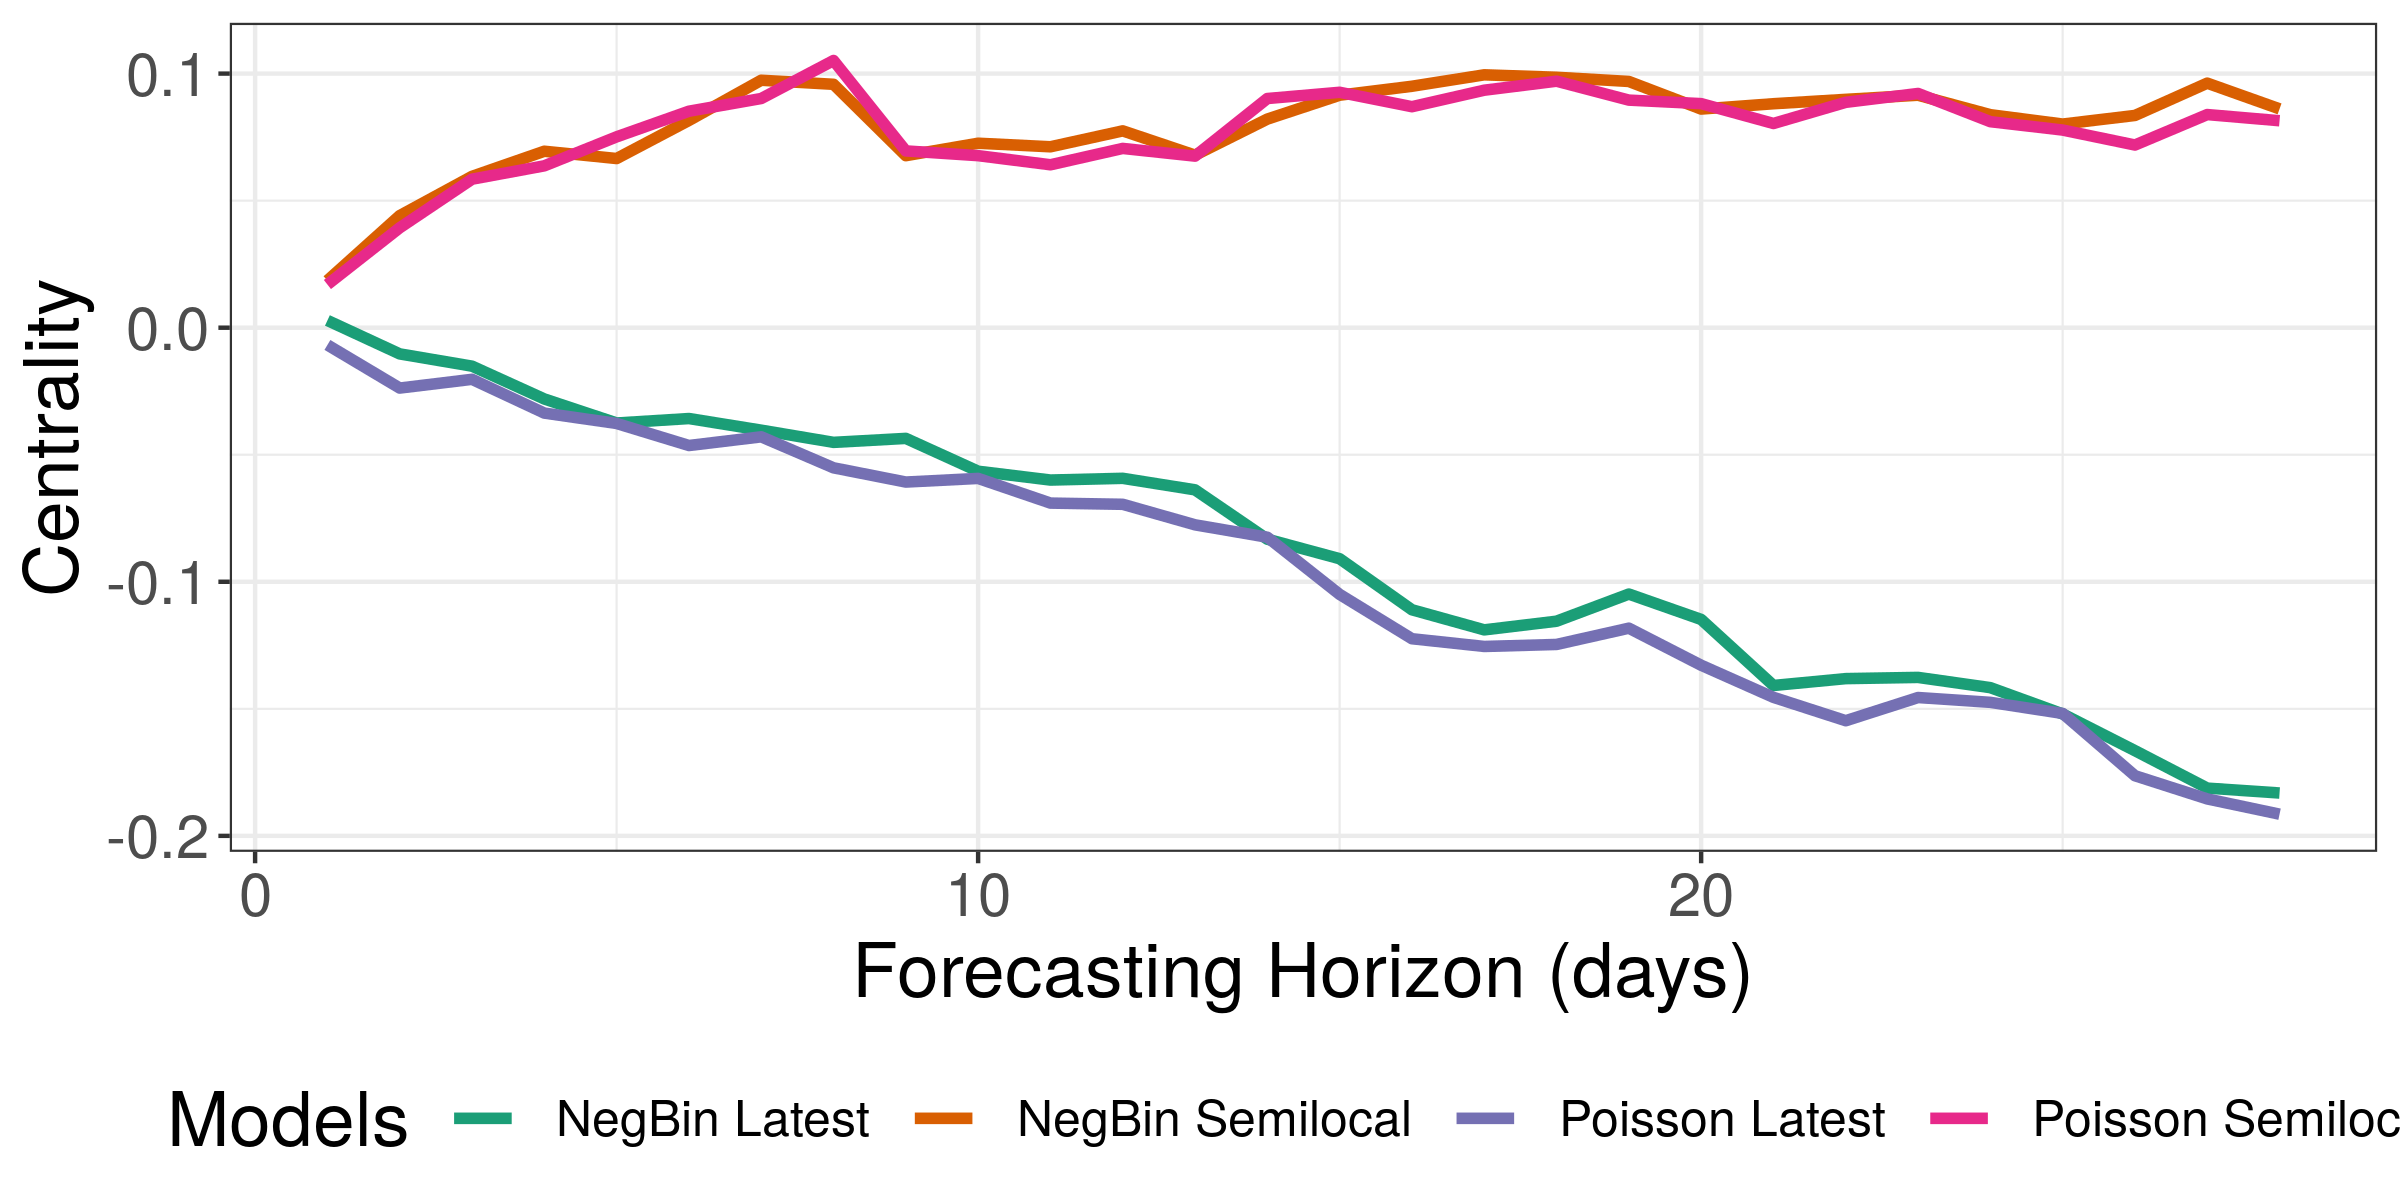 0.1
0.0
-0.1
-0.2
Centrality
0 10 20
Forecasting Horizon (days)
Models NegBin Latest NegBin Semilocal Poisson Latest Poisson Semiloc